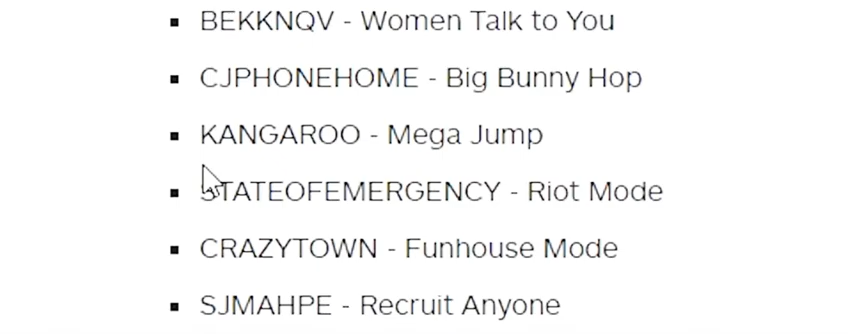 BEKKNQV - Women Talk to You
CJPHONEHOME - Big Bunny Hop
KANGAROO - Mega Jump
STATEOFEMERGENCY - Riot Mode
CRAZYTOWN - Funhouse Mode
SJMAHPE - Recruit Anyone